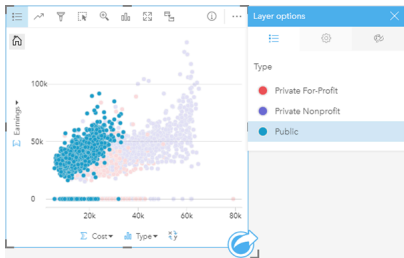 Layer options
Type
Private For-Profit
Private Nonprofit
Public
100k
50k
0
Earnings
20k
40k
60k
80k
Σ Cost
Type